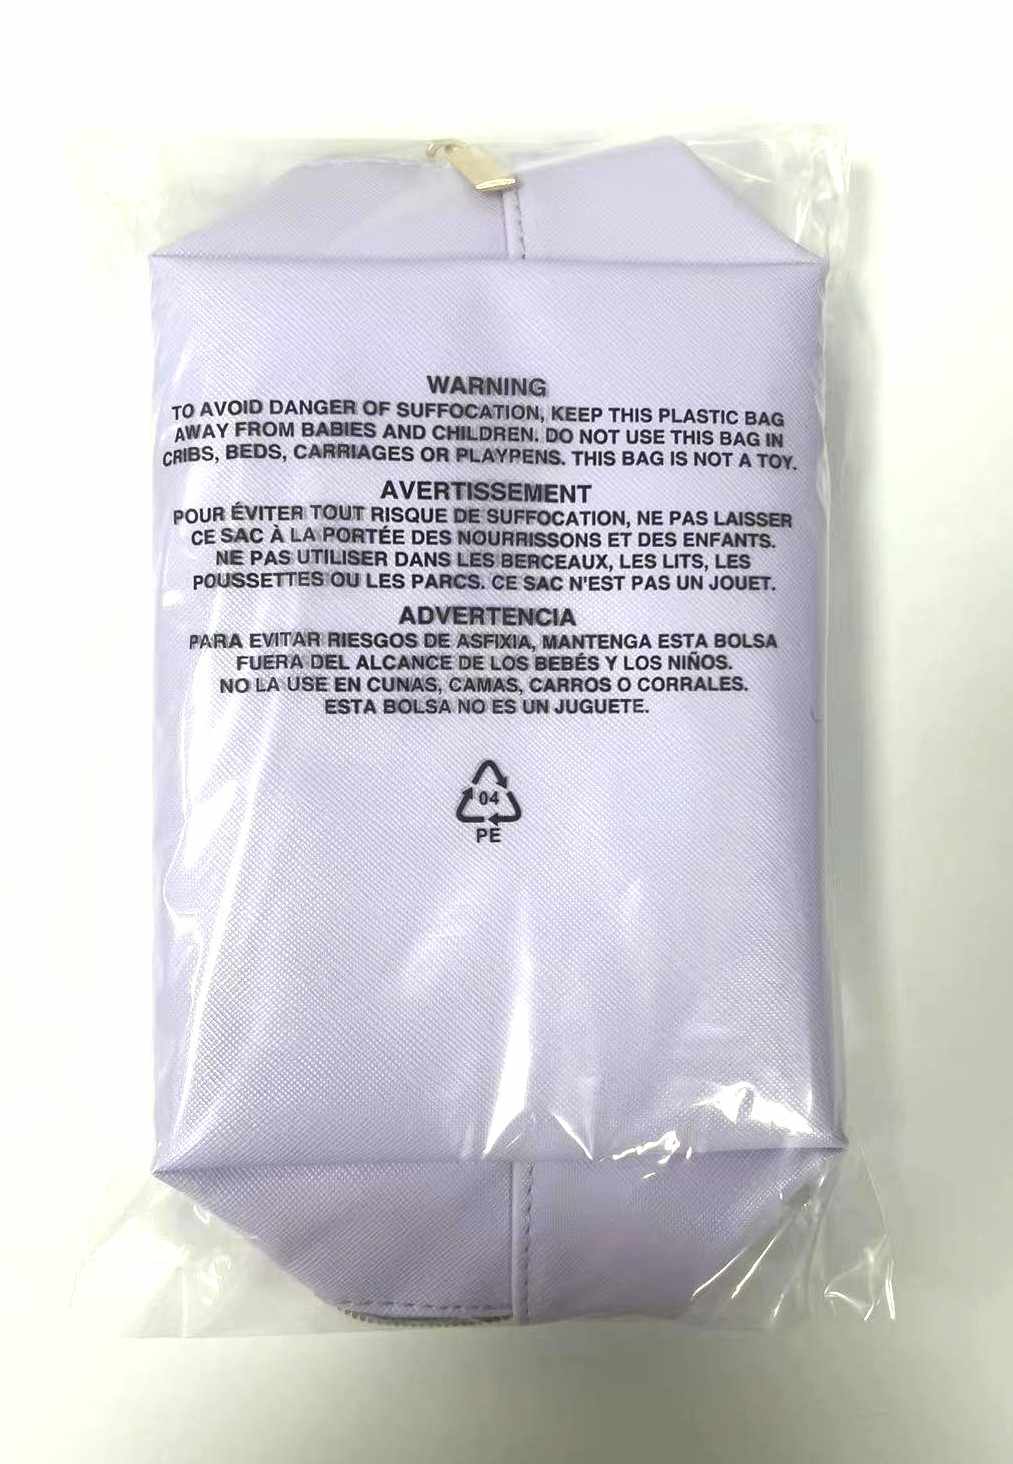 WARNING
TO AVOID DANGER OF SUFFOCATION, KEEP THIS PLASTIC BAG
AWAY FROM BABIES AND CHILDREN. DO NOT USE THIS BAG IN
CRIBS, BEDS, CARRIAGES OR PLAYPENS. THIS BAG IS NOT A TOY.
AVERTISSEMENT
POUR ÉVITER TOUT RISQUE DE SUFFOCATION, NE PAS LAISSER
CE SAC À LA PORTÉE DES NOURRISSONS ET DES ENFANTS.
NE PAS UTILISER DANS LES BERCEAUX, LES LITS, LES
POUSSETTES OU LES PARCS. CE SAC N'EST PAS UN JOUET.
ADVERTENCIA
PARA EVITAR RIESGOS DE ASFIXIA, MANTENGA ESTA BOLSA
FUERA DEL ALCANCE DE LOS BEBÉS Y LOS NIÑOS.
NO LA USE EN CUNAS, CAMAS, CARROS O CORRALES.
ESTA BOLSA NO ES UN JUGUETE.
04
PE